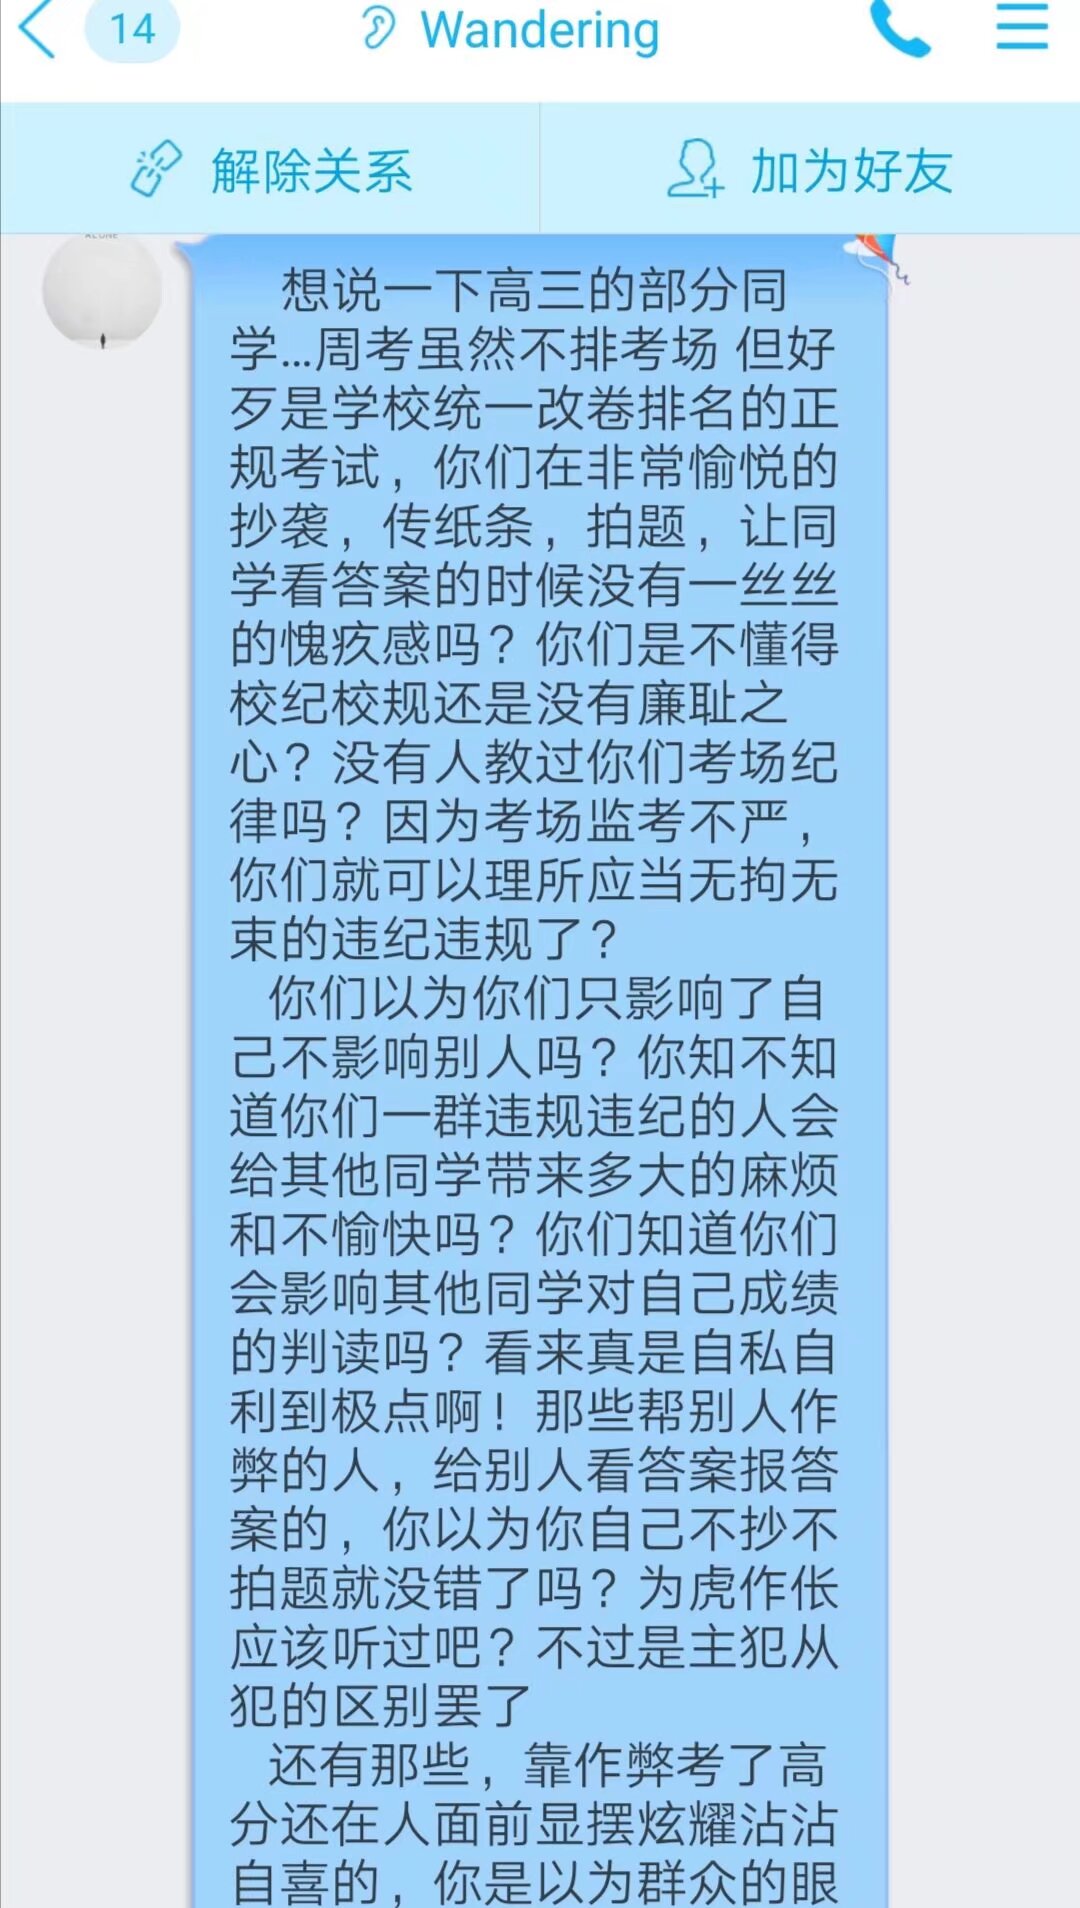 14
Wandering
解除关系
加为好友
ALONE
想说一下高三的部分同
学...周考虽然不排考场 但好
歹是学校统一改卷排名的正
规考试，你们在非常愉悦的
抄袭，传纸条，拍题，让同
学看答案的时候没有一丝丝
的愧疚感吗？你们是不懂得
校纪校规还是没有廉耻之
心？没有人教过你们考场纪
律吗？因为考场监考不严，
你们就可以理所应当无拘无
束的违纪违规了？
你们以为你们只影响了自
己不影响别人吗？你知不知
道你们一群违规违纪的人会
给其他同学带来多大的麻烦
和不愉快吗？你们知道你们
会影响其他同学对自己成绩
的判读吗？看来真是自私自
利到极点啊！那些帮别人作
弊的人，给别人看答案报答
案的，你以为你自己不抄不
拍题就没错了吗？为虎作伥
应该听过吧？不过是主犯从
犯的区别罢了
还有那些，靠作弊考了高
分还在人面前显摆炫耀沾沾
自喜的，你是以为群众的眼